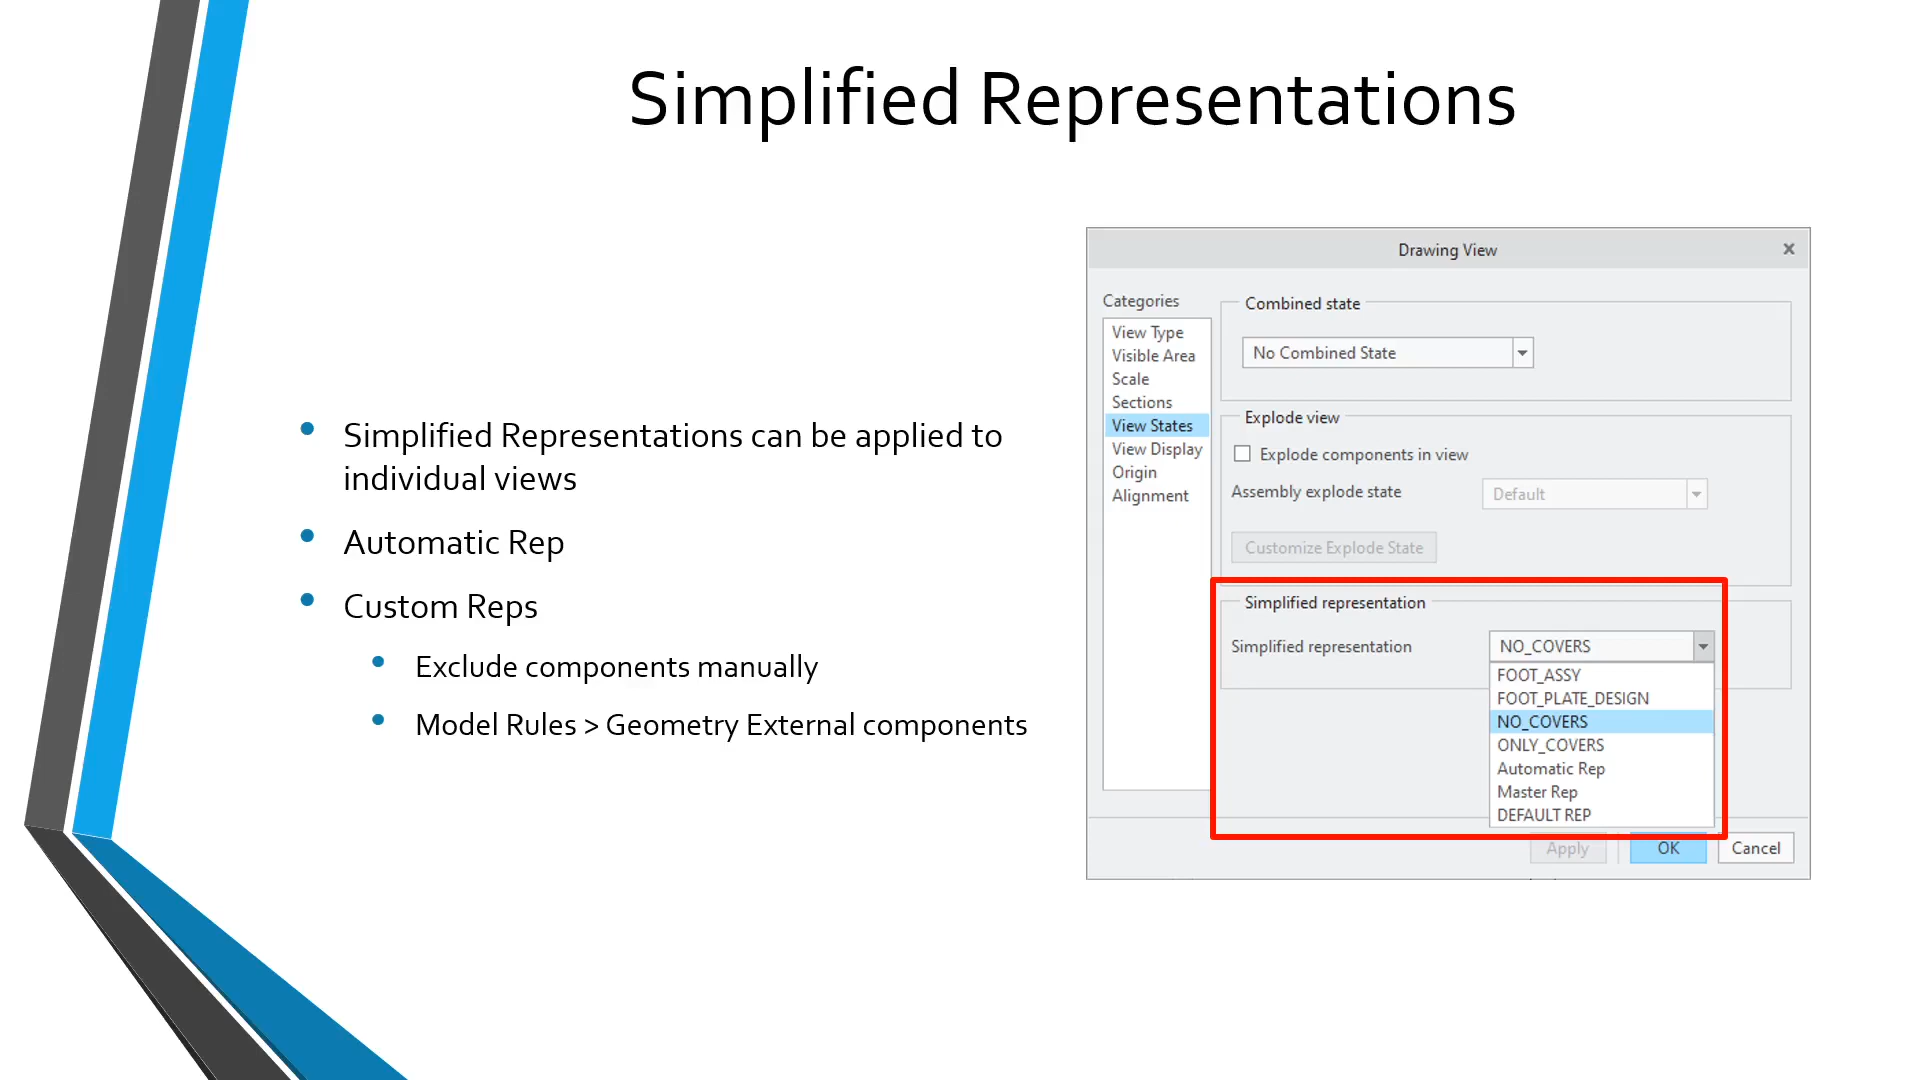 Simplified Representations
Simplified Representations can be applied to
individual views
Automatic Rep
Custom Reps
Exclude components manually
Model Rules > Geometry External components
Drawing View
Categories
View Type
Visible Area
Scale
Sections
View States
View Display
Origin
Alignment
Combined state
No Combined State
Explode view
Explode components in view
Assembly explode state
Default
Customize Explode State
Simplified representation
Simplified representation
NO_COVERS
FOOT_ASSY
FOOT_PLATE_DESIGN
NO_COVERS
ONLY_COVERS
Automatic Rep
Master Rep
DEFAULT REP
Apply
OK
Cancel